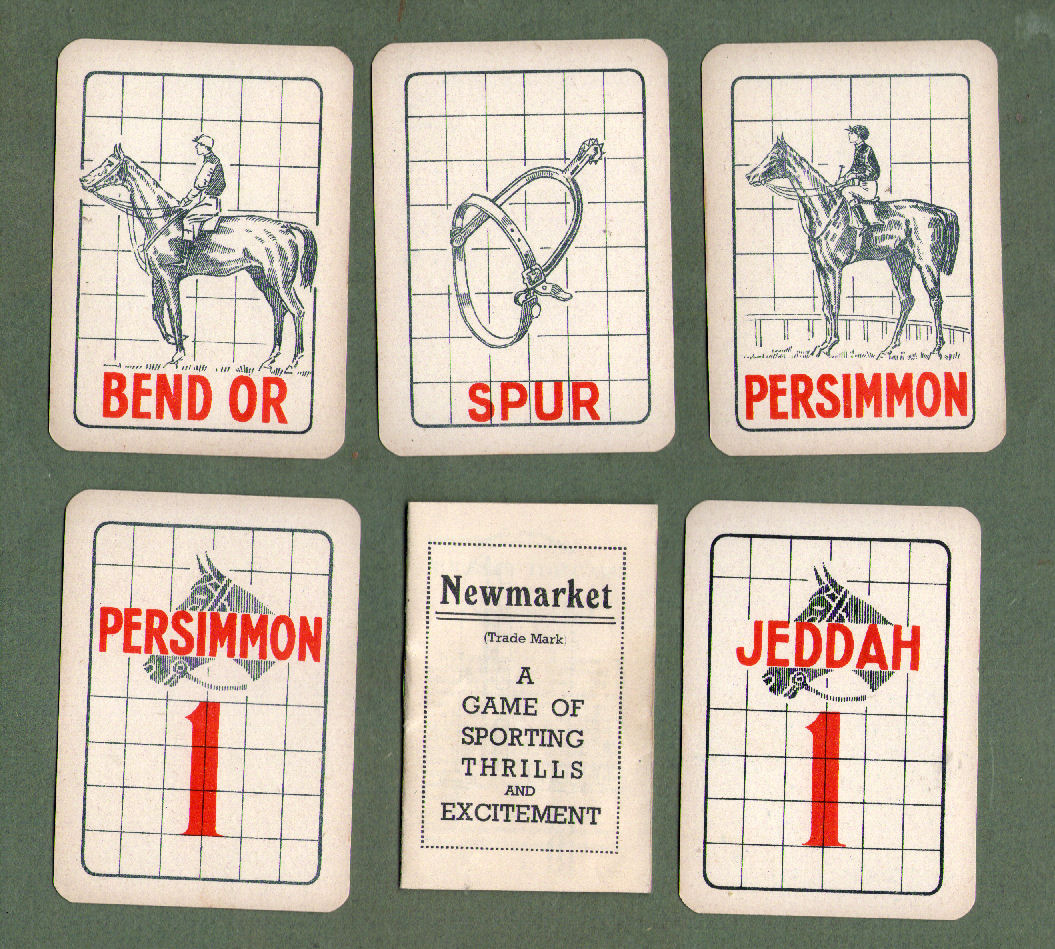 BEND OR
SPUR
PERSIMMON
PERSIMMON
1
Newmarket
(Trade Mark)
A
GAME OF
SPORTING
THRILLS
AND
EXCITEMENT
JEDDAH
1